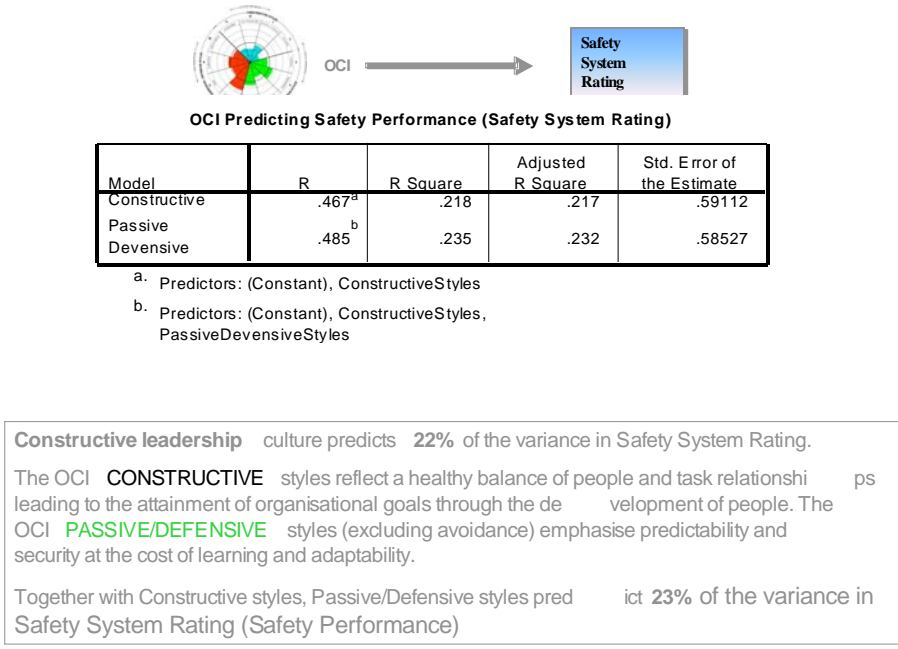 OCI
Safety
System
Rating
OCI Predicting Safety Performance (Safety System Rating)
Model R R Square Adjusted R Square Std. Error of the Estimate
Constructive .467a .218 .217 .59112
Passive Devensive .485b .235 .232 .58527
a. Predictors: (Constant), ConstructiveStyles
b. Predictors: (Constant), ConstructiveStyles,
PassiveDevensiveStyles
Constructive leadership culture predicts 22% of the variance in Safety System Rating.
The OCI CONSTRUCTIVE styles reflect a healthy balance of people and task relationshi ps
leading to the attainment of organisational goals through the de velopment of people. The
OCI PASSIVE/DEFENSIVE styles (excluding avoidance) emphasise predictability and
security at the cost of learning and adaptability.
Together with Constructive styles, Passive/Defensive styles pred ict 23% of the variance in
Safety System Rating (Safety Performance)